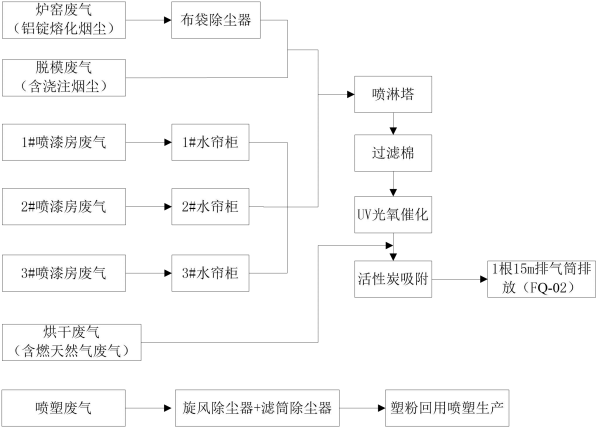 炉窑废气
（铝锭熔化烟尘）
布袋除尘器
脱模废气
（含浇注烟尘）
喷淋塔
1#喷漆房废气
1#水帘柜
过滤棉
2#喷漆房废气
2#水帘柜
UV光氧催化
3#喷漆房废气
3#水帘柜
活性炭吸附
1根15m排气筒排
放（FQ-02）
烘干废气
（含燃天然气废气）
喷塑废气
旋风除尘器+滤筒除尘器
塑粉回用喷塑生产